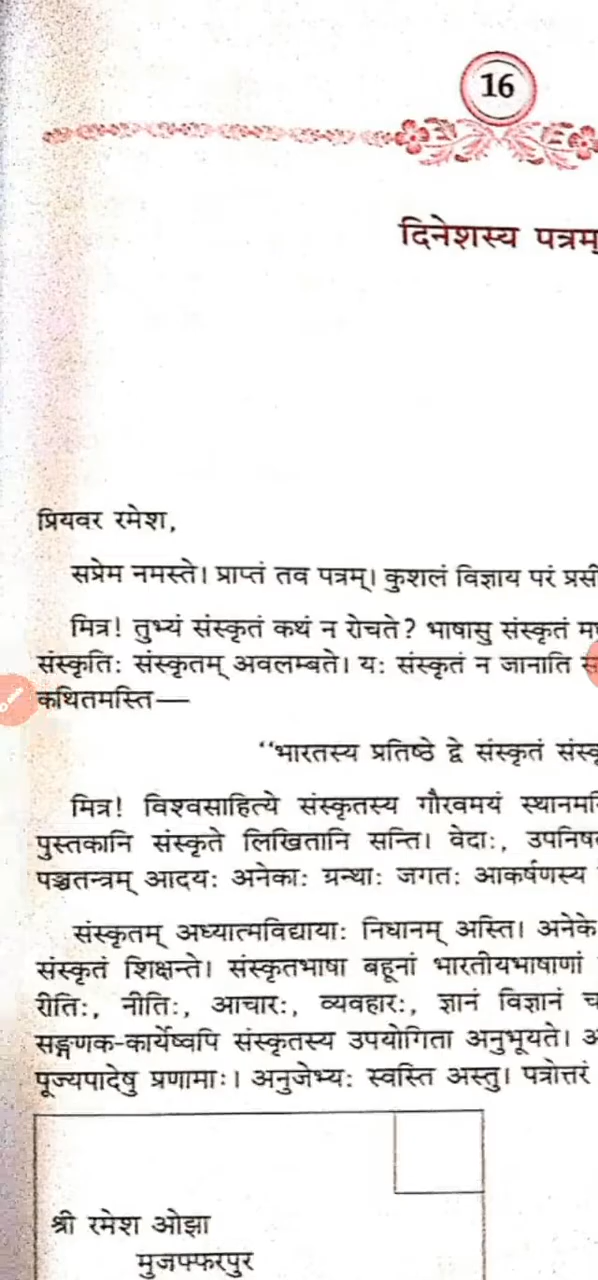 16
दिनेशस्य पत्रम्
प्रियवर रमेश,
सप्रेम नमस्ते। प्राप्तं तव पत्रम्। कुशलं विज्ञाय परं
मित्र! तुभ्यं संस्कृतं कथं न रोचते? भाषासु संस्कृतं
संस्कृतिः संस्कृतम् अवलम्बते। यः संस्कृतं न जानाति
कथितमस्ति—
“भारतस्य प्रतिष्ठे द्वे संस्कृतं
मित्र! विश्वसाहित्ये संस्कृतस्य गौरवमयं
पुस्तकानि संस्कृते लिखितानि सन्ति। वेदाः,
पञ्चतन्त्रम् आदयः अनेकाः ग्रन्थाः जगतः आकर्षणस्य
संस्कृतम् अध्यात्मविद्यायाः निधानम् अस्ति। अनेके
संस्कृतं शिक्षन्ते। संस्कृतभाषा बहूनां भारतीयभाषाणां
रीतिः, नीतिः, आचारः, व्यवहारः, ज्ञानं विज्ञानं च
सङ्गणक-कार्येष्वपि संस्कृतस्य उपयोगिता अनुभूयते।
पूज्यपादेषु प्रणामाः। अनुजेभ्यः स्वस्ति अस्तु। पत्रोत्तरं
श्री रमेश ओझा
मुजफ्फरपुर